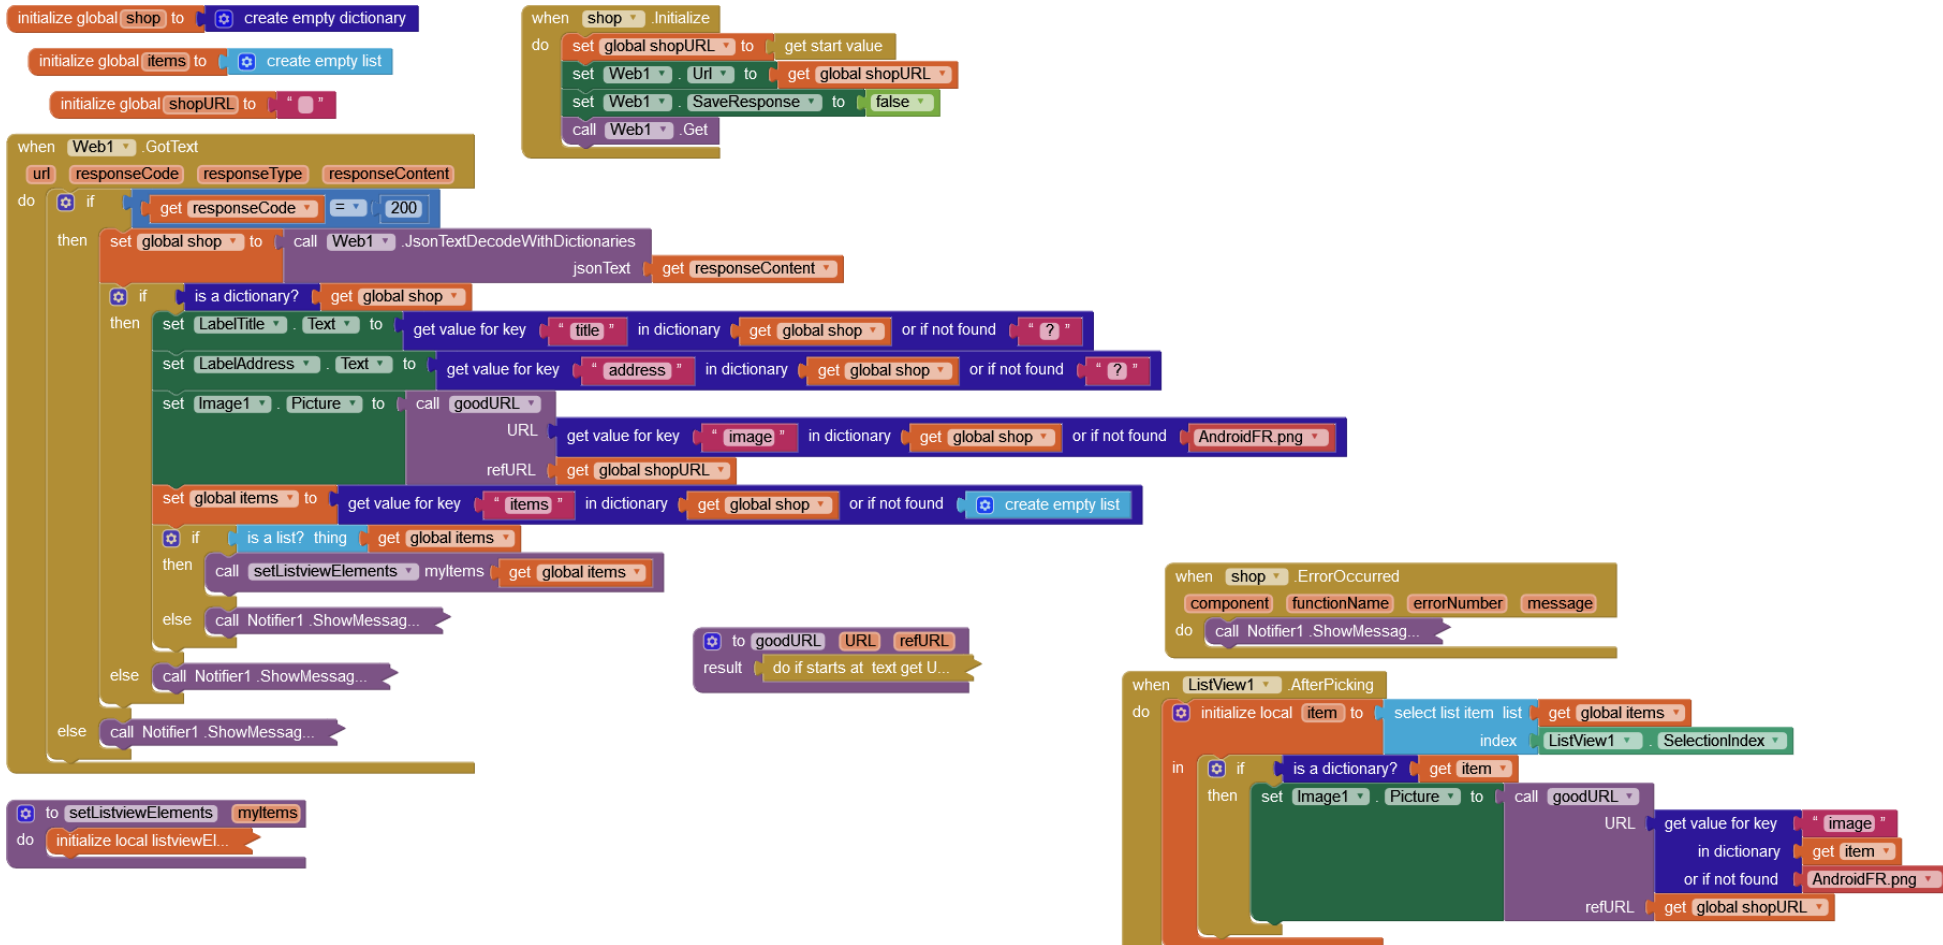 initialize global shop to create empty dictionary
initialize global items to create empty list
initialize global shopURL to " "
when shop .Initialize
do set global shopURL to get start value
set Web1 . Url to get global shopURL
set Web1 . SaveResponse to false
call Web1 .Get
when Web1 .GotText
url responseCode responseType responseContent
do if get responseCode = 200
then set global shop to call Web1 .JsonTextDecodeWithDictionaries
jsonText get responseContent
if is a dictionary? get global shop
then set LabelTitle . Text to get value for key " title " in dictionary get global shop or if not found " ? "
set LabelAddress . Text to get value for key " address " in dictionary get global shop or if not found " ? "
set Image1 . Picture to call goodURL
URL get value for key " image " in dictionary get global shop or if not found AndroidFR.png
refURL get global shopURL
set global items to get value for key " items " in dictionary get global shop or if not found create empty list
if is a list? thing get global items
then call setListviewElements myItems get global items
else call Notifier1 .ShowMessag...
else call Notifier1 .ShowMessag...
else call Notifier1 .ShowMessag...
to setListviewElements myItems
do initialize local listviewEl...
to goodURL URL refURL
result do if starts at text get U...
when shop .ErrorOccurred
component functionName errorNumber message
do call Notifier1 .ShowMessag...
when ListView1 .AfterPicking
do initialize local item to select list item list get global items
index ListView1 . SelectionIndex
in if is a dictionary? get item
then set Image1 . Picture to call goodURL
URL get value for key " image "
in dictionary get item
or if not found AndroidFR.png
refURL get global shopURL